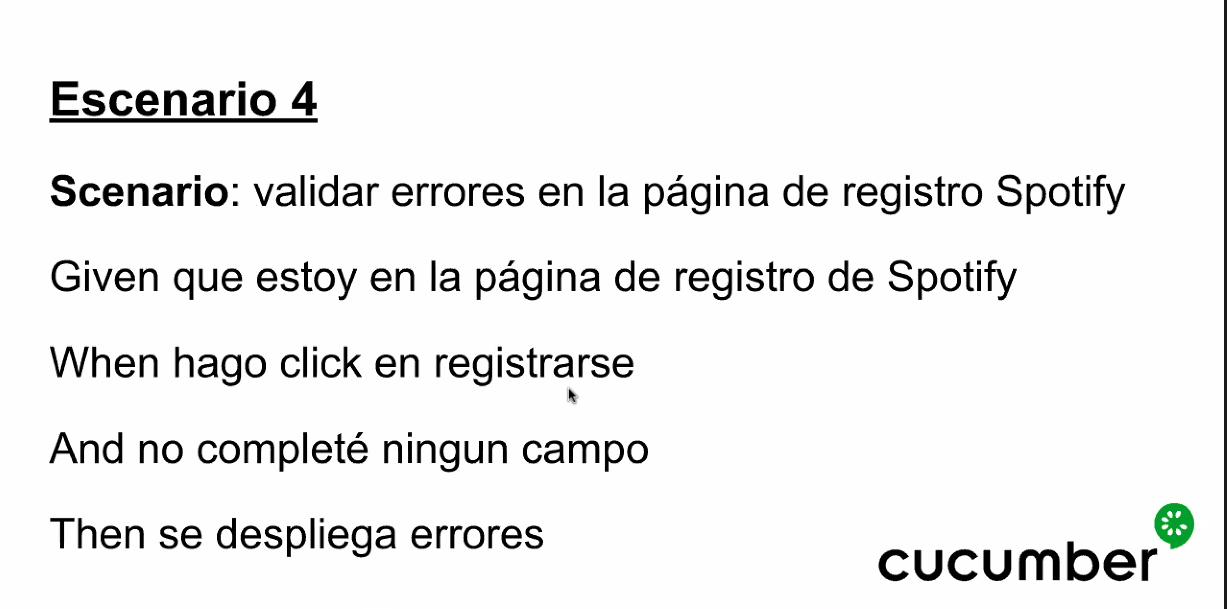 Escenario 4
Scenario: validar errores en la página de registro Spotify
Given que estoy en la página de registro de Spotify
When hago click en registrarse
And no completé ningun campo
Then se despliega errores
cucumber